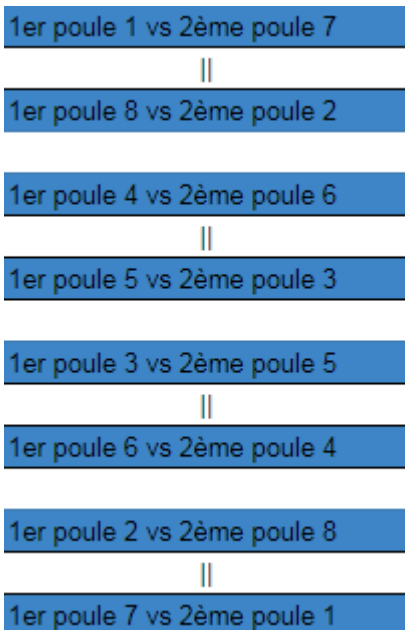 1er poule 1 vs 2ème poule 7
||
1er poule 8 vs 2ème poule 2
1er poule 4 vs 2ème poule 6
||
1er poule 5 vs 2ème poule 3
1er poule 3 vs 2ème poule 5
||
1er poule 6 vs 2ème poule 4
1er poule 2 vs 2ème poule 8
||
1er poule 7 vs 2ème poule 1